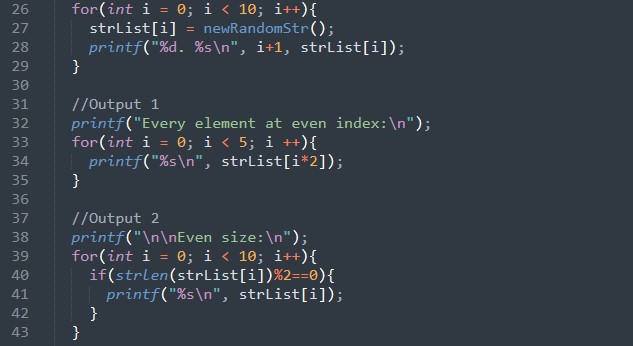 26 for(int i = 0; i < 10; i++){
27   strList[i] = newRandomStr();
28   printf("%d. %s\n", i+1, strList[i]);
29 }
30
31 //Output 1
32 printf("Every element at even index:\n");
33 for(int i = 0; i < 5; i ++){
34   printf("%s\n", strList[i*2]);
35 }
36
37 //Output 2
38 printf("\n\nEven size:\n");
39 for(int i = 0; i < 10; i++){
40   if(strlen(strList[i])%2==0){
41     printf("%s\n", strList[i]);
42   }
43 }